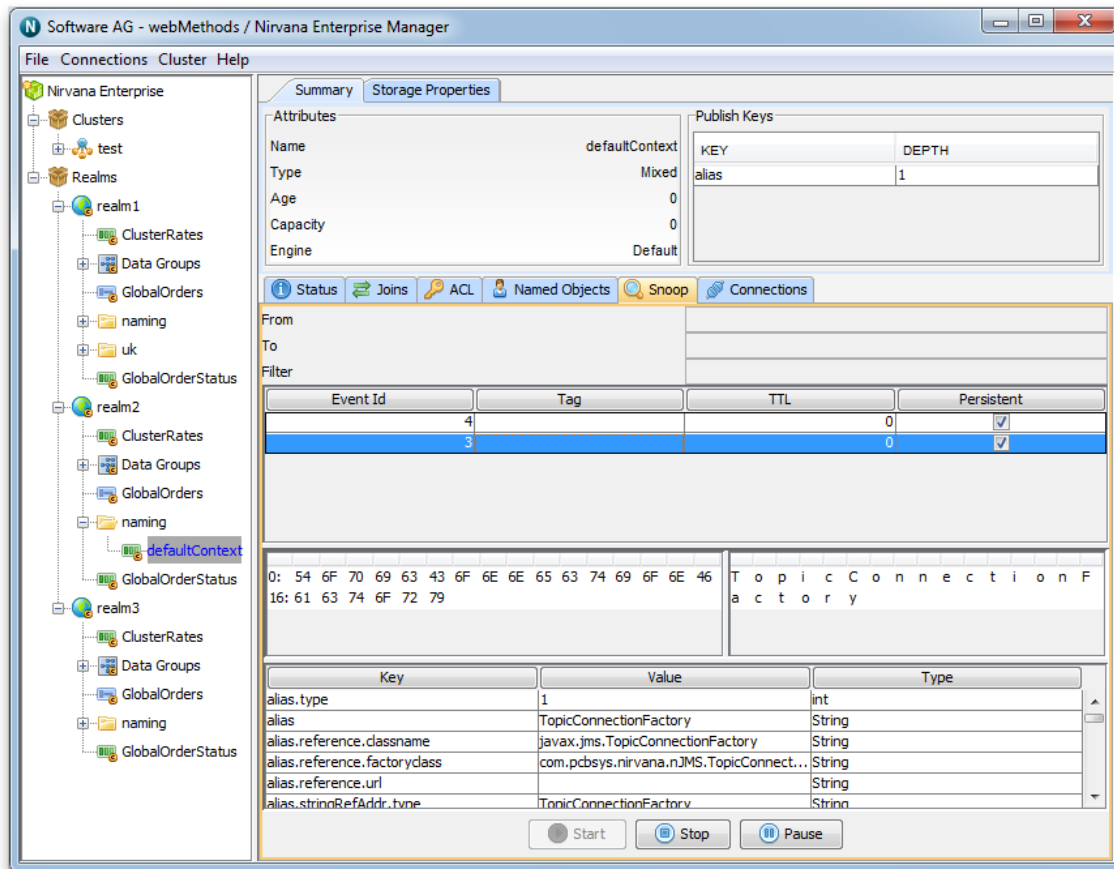 Software AG - webMethods / Nirvana Enterprise Manager
File Connections Cluster Help
Nirvana Enterprise
Clusters
test
Realms
realm1
ClusterRates
Data Groups
GlobalOrders
naming
uk
GlobalOrderStatus
realm2
ClusterRates
Data Groups
GlobalOrders
naming
defaultContext
GlobalOrderStatus
realm3
ClusterRates
Data Groups
GlobalOrders
naming
GlobalOrderStatus
Summary Storage Properties
Attributes
Name defaultContext
Type Mixed
Age 0
Capacity 0
Engine Default
Publish Keys
KEY DEPTH
alias 1
Status Joins ACL Named Objects Snoop Connections
From
To
Filter
Event Id Tag TTL Persistent
4 0
3 0
0: 54 6F 70 69 63 43 6F 6E 6E 65 63 74 69 6F 6E 46
16: 61 63 74 6F 72 79
T o p i c C o n n e c t i o n F
a c t o r y
Key Value Type
alias.type 1 int
alias TopicConnectionFactory String
alias.reference.classname javax.jms.TopicConnectionFactory String
alias.reference.factoryclass com.pcbsys.nirvana.nJMS.TopicConnect... String
alias.reference.url String
alias.stringRefAddr.type TopicConnectionFactory String
Start Stop Pause